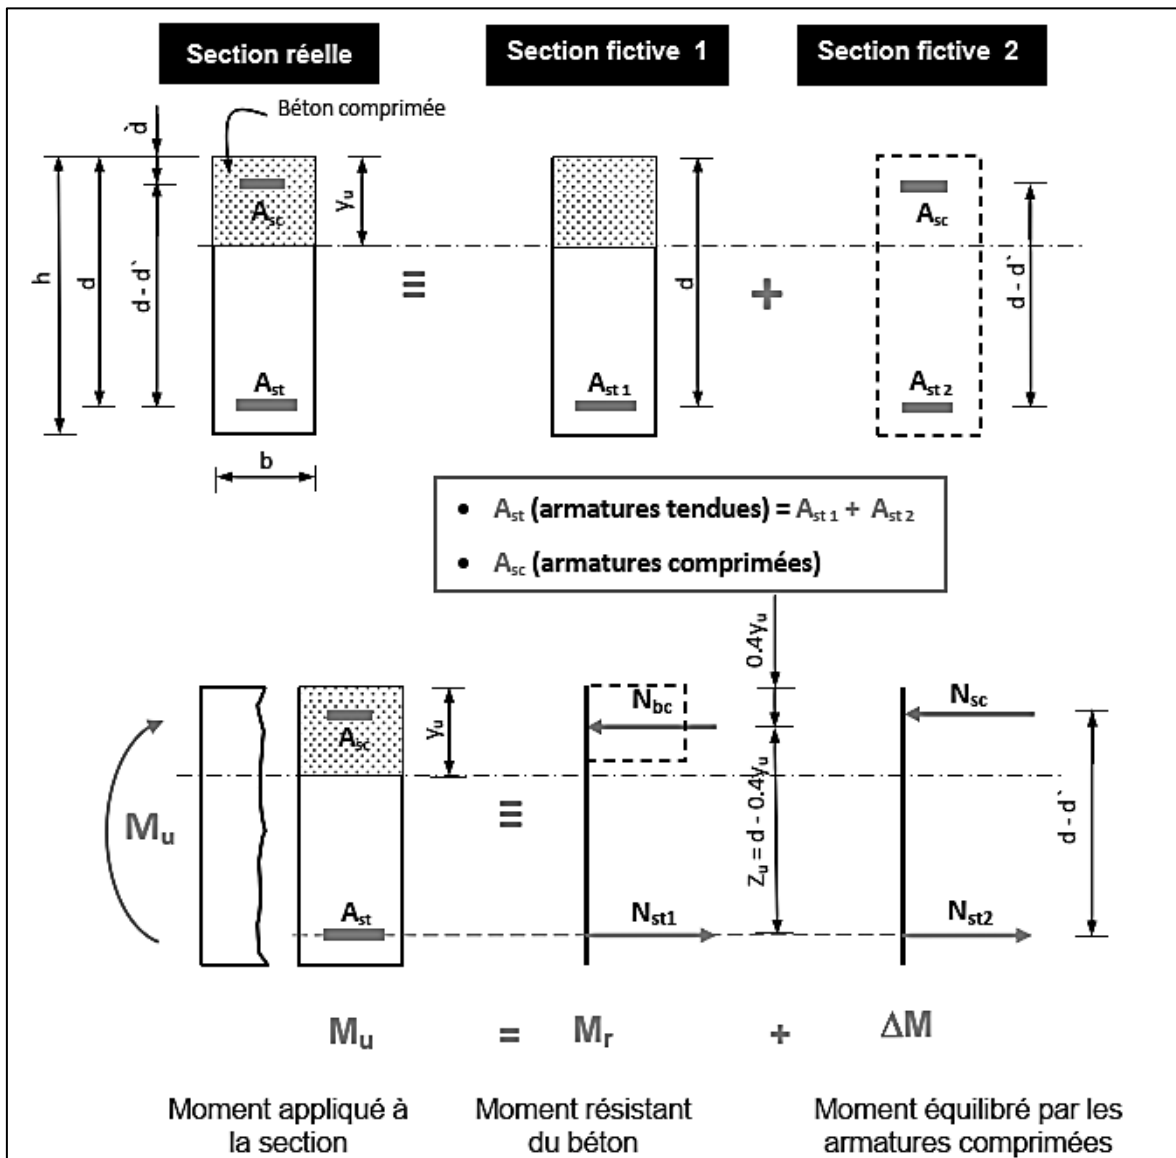 Section réelle
Section fictive 1
Section fictive 2
Béton comprimée
d`
h
d
d - d`
A_sc
y_u
A_st
b
≡
d
A_st 1
+
A_sc
A_st 2
d - d`
• A_st (armatures tendues) = A_st 1 + A_st 2
• A_sc (armatures comprimées)
M_u
A_sc
y_u
A_st
≡
N_bc
N_st1
0.4y_u
Z_u = d - 0.4y_u
N_sc
N_st2
d - d`
M_u = M_r + ΔM
Moment appliqué à
la section
Moment résistant
du béton
Moment équilibré par les
armatures comprimées